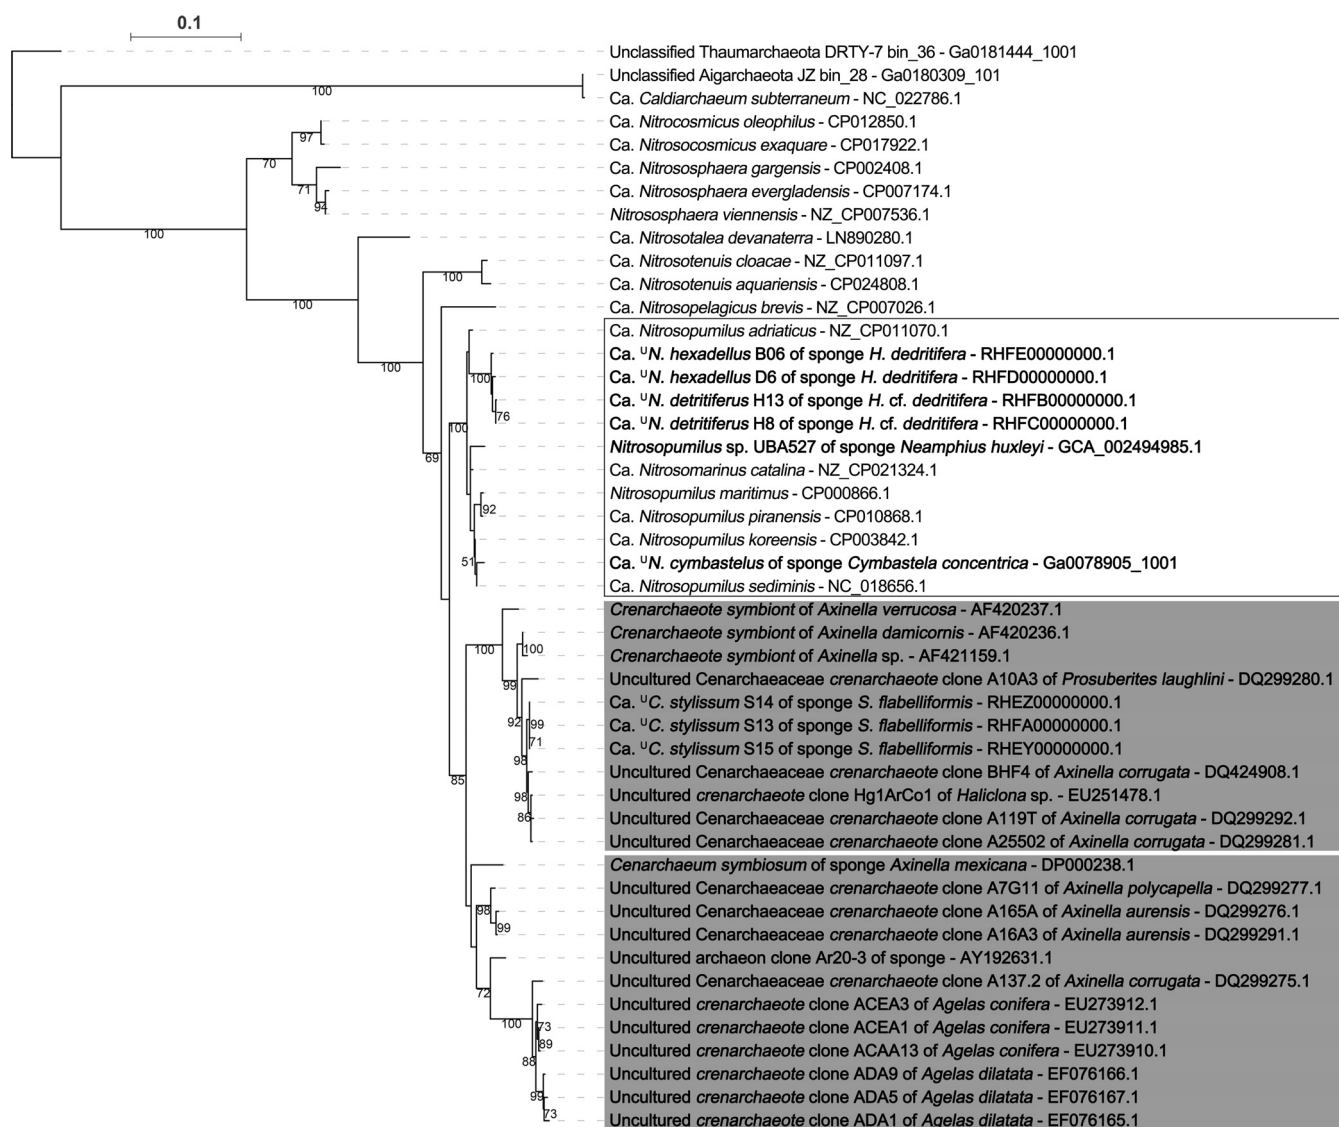 0.1
Unclassified Thaumarchaeota DRTY-7 bin_36 - Ga0181444_1001
Unclassified Aigarchaeota JZ bin_28 - Ga0180309_101
100
Ca. Caldiarchaeum subterraneum - NC_022786.1
Ca. Nitrocosmicus oleophilus - CP012850.1
97
Ca. Nitrosocosmicus exaquare - CP017922.1
70
Ca. Nitrososphaera gargensis - CP002408.1
71
Ca. Nitrososphaera evergladensis - CP007174.1
94
Nitrososphaera viennensis - NZ_CP007536.1
100
Ca. Nitrosotalea devanaterra - LN890280.1
Ca. Nitrosotenuis cloacae - NZ_CP011097.1
100
Ca. Nitrosotenuis aquariensis - CP024808.1
100
Ca. Nitrosopelagicus brevis - NZ_CP007026.1
Ca. Nitrosopumilus adriaticus - NZ_CP011070.1
Ca. ᵁN. hexadellus B06 of sponge H. dedritifera - RHFE00000000.1
100
100
Ca. ᵁN. hexadellus D6 of sponge H. dedritifera - RHFD00000000.1
Ca. ᵁN. detritiferus H13 of sponge H. cf. dedritifera - RHFB00000000.1
76
Ca. ᵁN. detritiferus H8 of sponge H. cf. dedritifera - RHFC00000000.1
100
Nitrosopumilus sp. UBA527 of sponge Neamphius huxleyi - GCA_002494985.1
69
Ca. Nitrosomarinus catalina - NZ_CP021324.1
Nitrosopumilus maritimus - CP000866.1
92
Ca. Nitrosopumilus piranensis - CP010868.1
Ca. Nitrosopumilus koreensis - CP003842.1
51
Ca. ᵁN. cymbastelus of sponge Cymbastela concentrica - Ga0078905_1001
Ca. Nitrosopumilus sediminis - NC_018656.1
Crenarchaeote symbiont of Axinella verrucosa - AF420237.1
Crenarchaeote symbiont of Axinella damicornis - AF420236.1
100
100
Crenarchaeote symbiont of Axinella sp. - AF421159.1
99
Uncultured Cenarchaeaceae crenarchaeote clone A10A3 of Prosuberites laughlini - DQ299280.1
Ca. ᵁC. stylissum S14 of sponge S. flabelliformis - RHEZ00000000.1
92
99
Ca. ᵁC. stylissum S13 of sponge S. flabelliformis - RHFA00000000.1
71
Ca. ᵁC. stylissum S15 of sponge S. flabelliformis - RHEY00000000.1
98
85
Uncultured Cenarchaeaceae crenarchaeote clone BHF4 of Axinella corrugata - DQ424908.1
98
Uncultured crenarchaeote clone Hg1ArCo1 of Haliclona sp. - EU251478.1
86
Uncultured Cenarchaeaceae crenarchaeote clone A119T of Axinella corrugata - DQ299292.1
Uncultured Cenarchaeaceae crenarchaeote clone A25502 of Axinella corrugata - DQ299281.1
Cenarchaeum symbiosum of sponge Axinella mexicana - DP000238.1
Uncultured Cenarchaeaceae crenarchaeote clone A7G11 of Axinella polycapella - DQ299277.1
98
Uncultured Cenarchaeaceae crenarchaeote clone A165A of Axinella aurensis - DQ299276.1
99
Uncultured Cenarchaeaceae crenarchaeote clone A16A3 of Axinella aurensis - DQ299291.1
Uncultured archaeon clone Ar20-3 of sponge - AY192631.1
72
Uncultured Cenarchaeaceae crenarchaeote clone A137.2 of Axinella corrugata - DQ299275.1
Uncultured crenarchaeote clone ACEA3 of Agelas conifera - EU273912.1
100
73
Uncultured crenarchaeote clone ACEA1 of Agelas conifera - EU273911.1
89
Uncultured crenarchaeote clone ACAA13 of Agelas conifera - EU273910.1
88
Uncultured crenarchaeote clone ADA9 of Agelas dilatata - EF076166.1
99
Uncultured crenarchaeote clone ADA5 of Agelas dilatata - EF076167.1
73
Uncultured crenarchaeote clone ADA1 of Agelas dilatata - EF076165.1